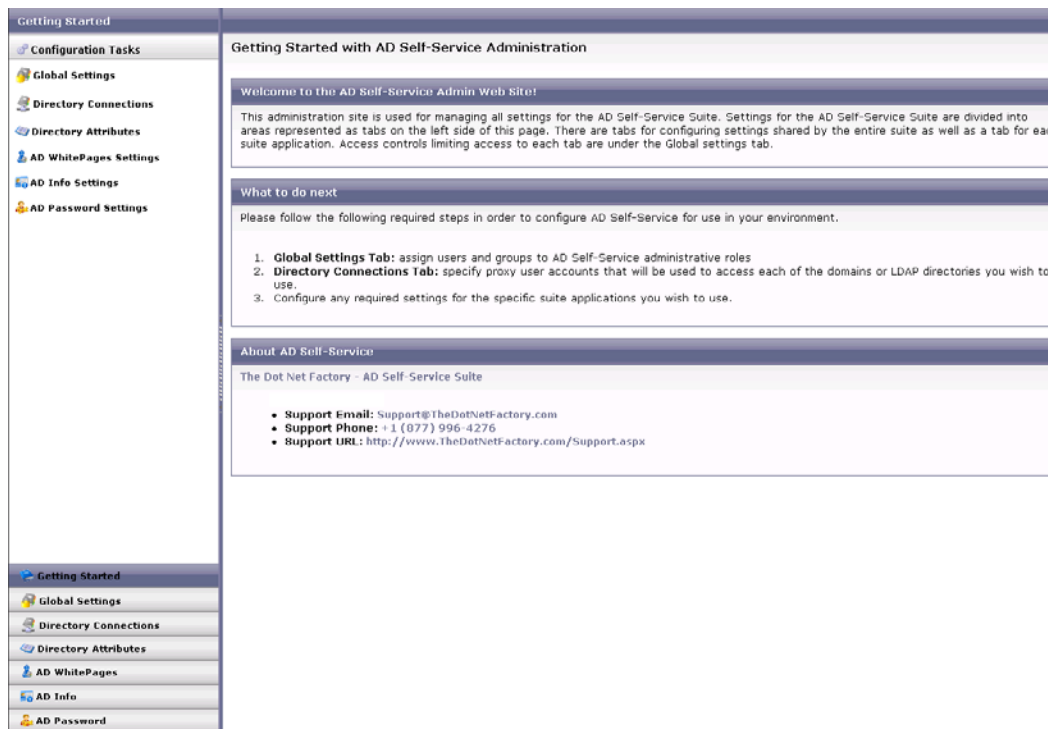 Getting Started
Configuration Tasks
Global Settings
Directory Connections
Directory Attributes
AD WhitePages Settings
AD Info Settings
AD Password Settings
Getting Started with AD Self-Service Administration
Welcome to the AD Self-Service Admin Web Site!
This administration site is used for managing all settings for the AD Self-Service Suite. Settings for the AD Self-Service Suite are divided into
areas represented as tabs on the left side of this page. There are tabs for configuring settings shared by the entire suite as well as a tab for eac
suite application. Access controls limiting access to each tab are under the Global settings tab.
What to do next
Please follow the following required steps in order to configure AD Self-Service for use in your environment.
1. Global Settings Tab: assign users and groups to AD Self-Service administrative roles
2. Directory Connections Tab: specify proxy user accounts that will be used to access each of the domains or LDAP directories you wish to
use.
3. Configure any required settings for the specific suite applications you wish to use.
About AD Self-Service
The Dot Net Factory - AD Self-Service Suite
• Support Email: Support@TheDotNetFactory.com
• Support Phone: +1 (877) 996-4276
• Support URL: http://www.TheDotNetFactory.com/Support.aspx
Getting Started
Global Settings
Directory Connections
Directory Attributes
AD WhitePages
AD Info
AD Password